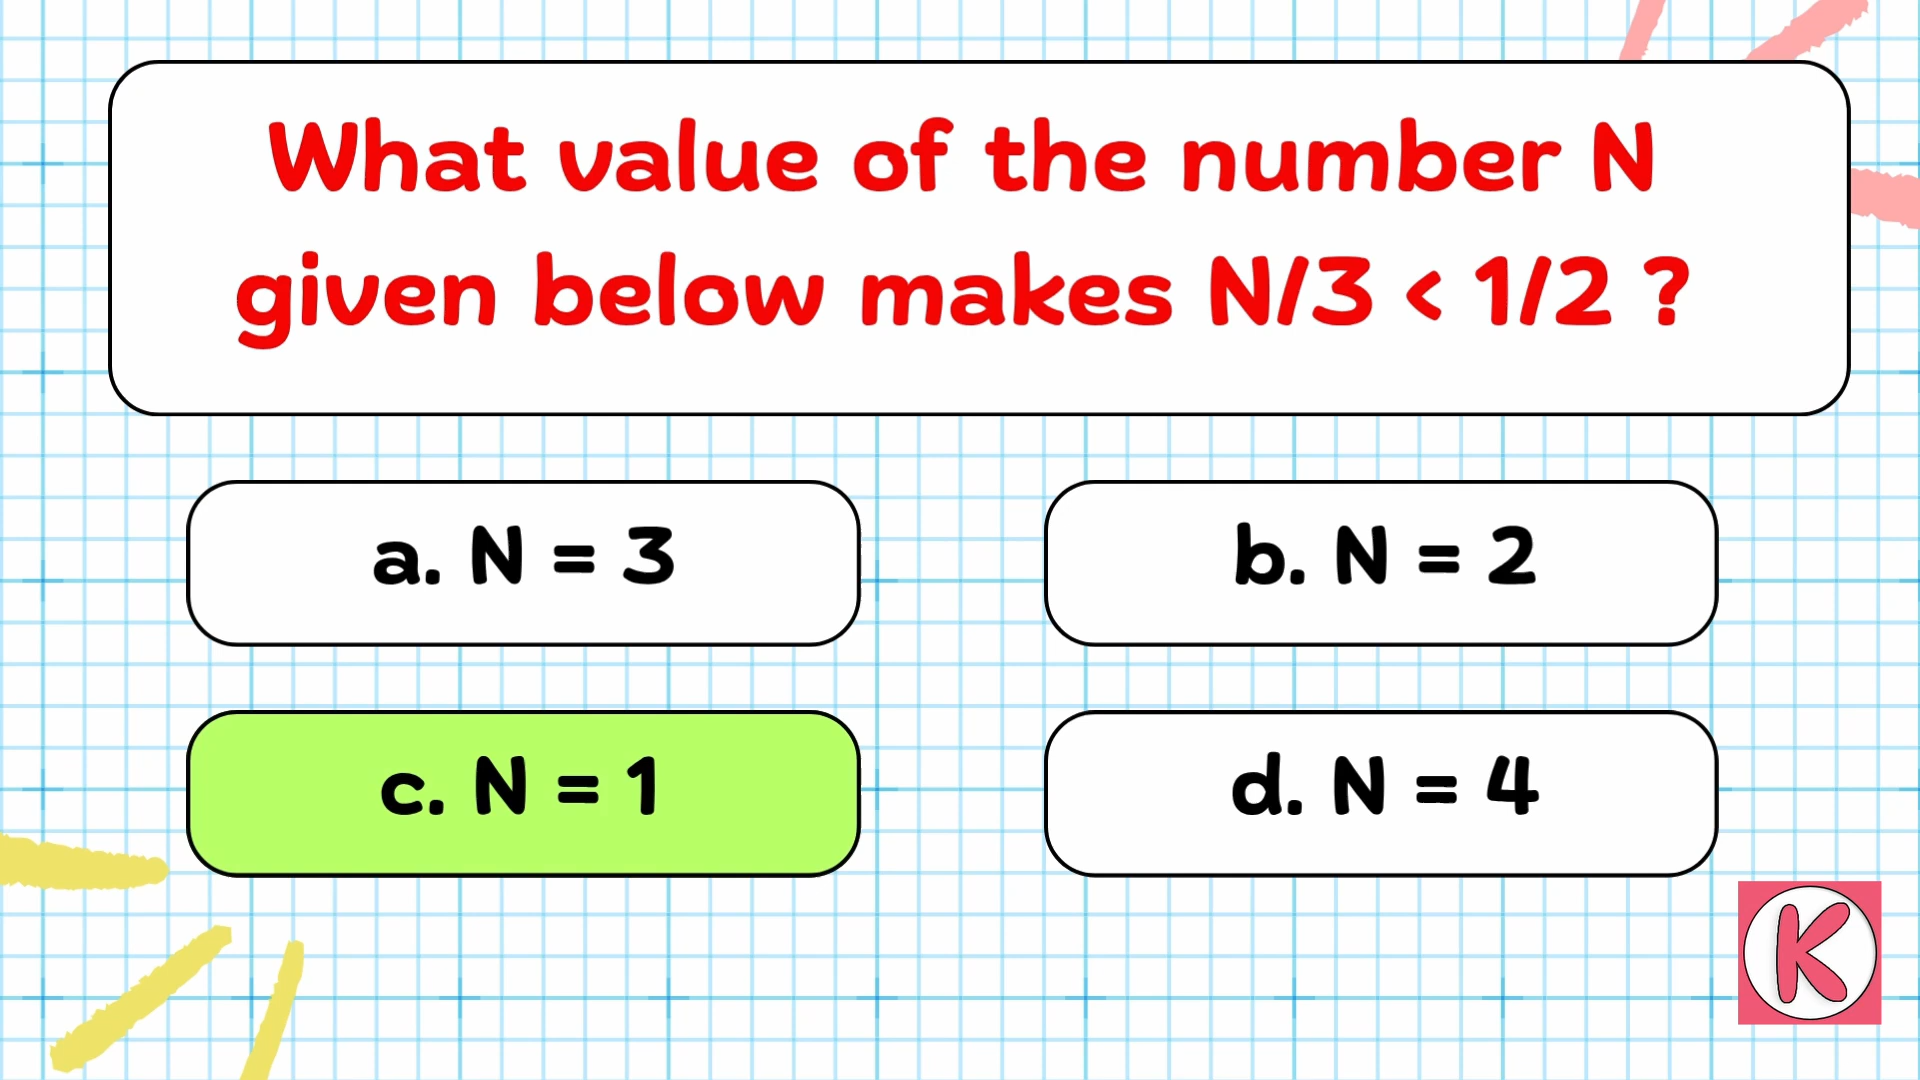 What value of the number N
given below makes N/3 < 1/2 ?
a. N = 3
b. N = 2
c. N = 1
d. N = 4
K